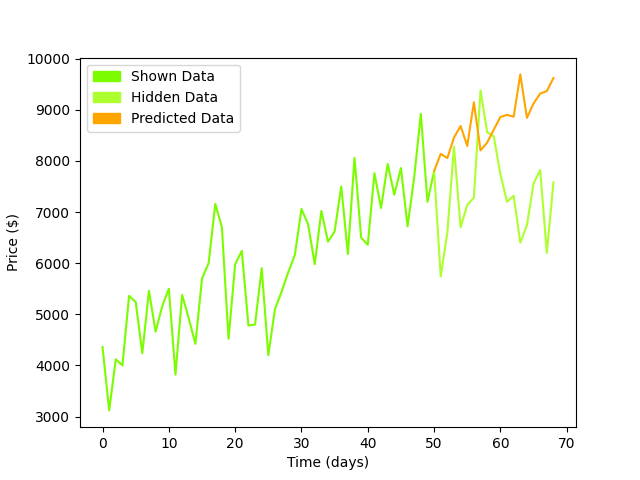 Shown Data
Hidden Data
Predicted Data
10000
9000
8000
7000
6000
5000
4000
3000
Price ($)
0 10 20 30 40 50 60 70
Time (days)